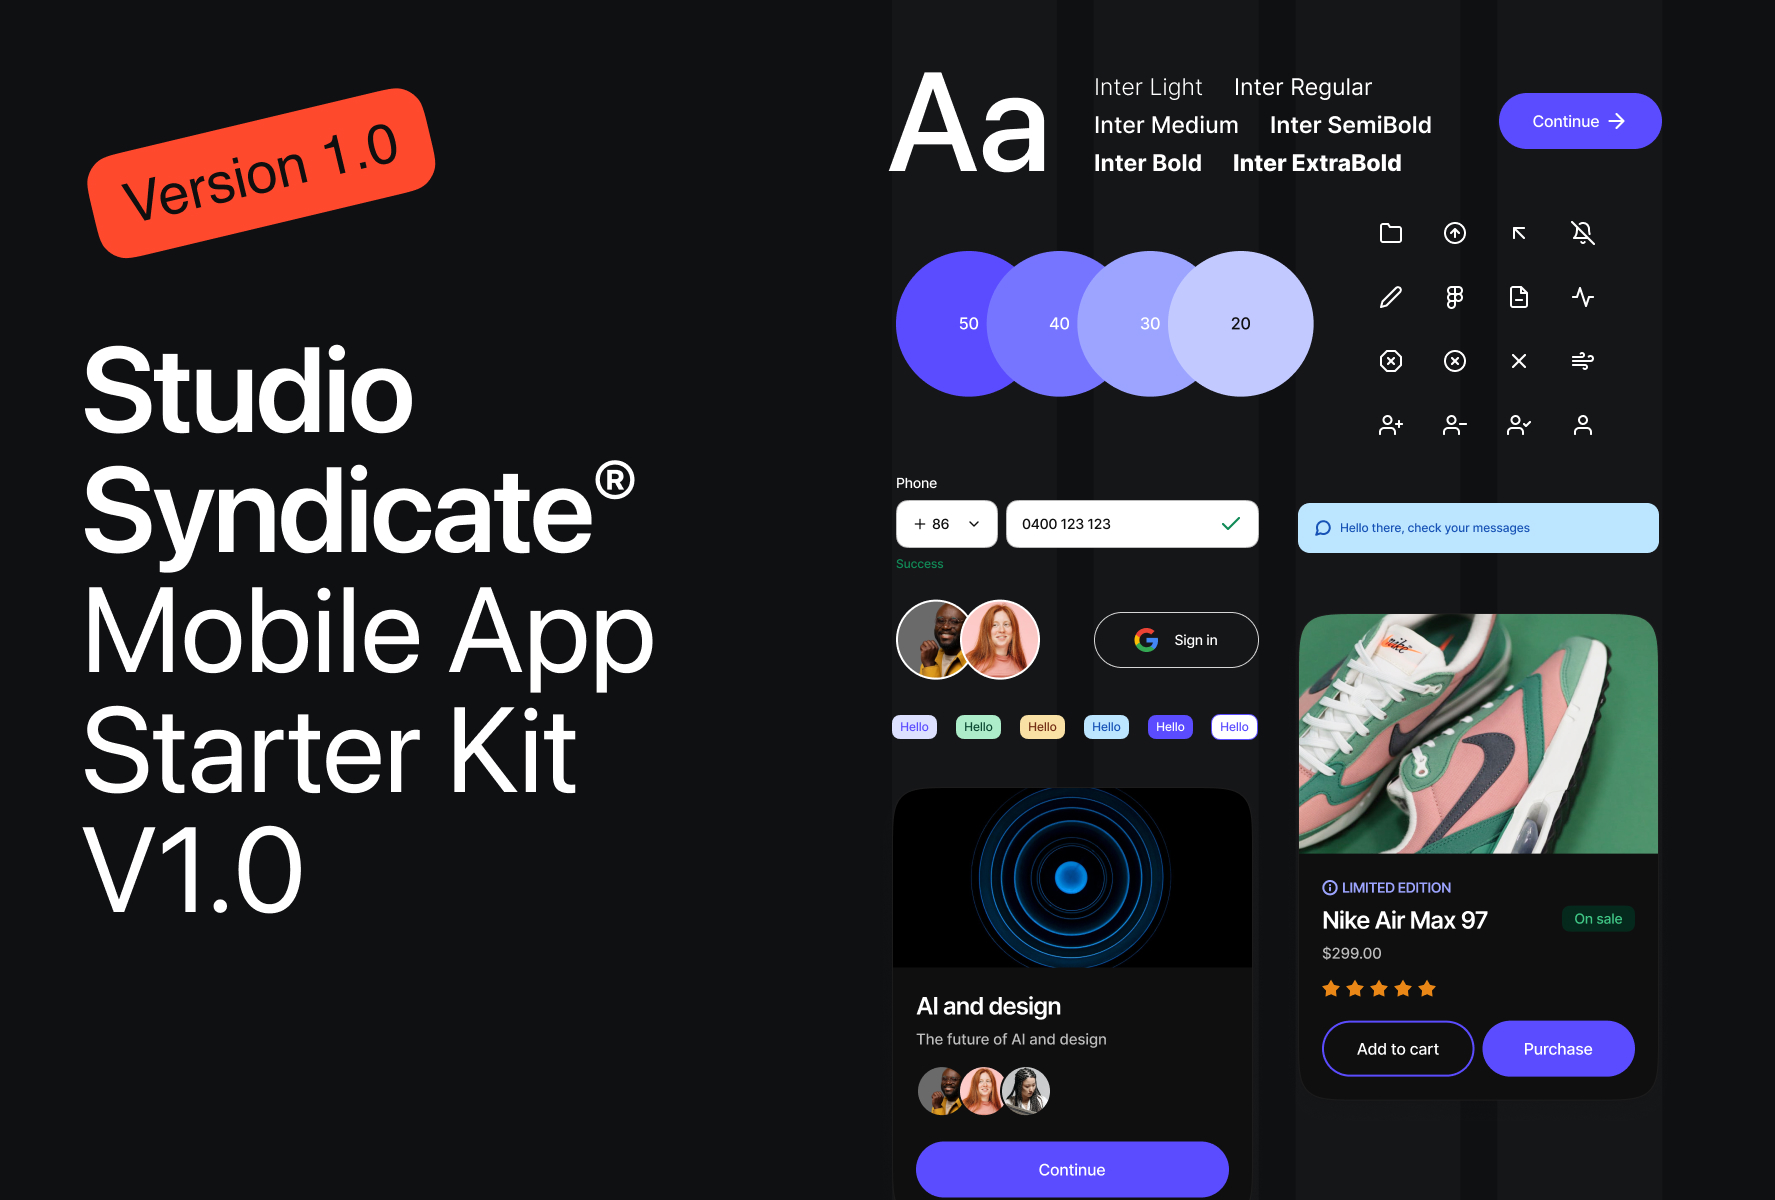 Version 1.0
Studio
Syndicate®
Mobile App
Starter Kit
V1.0
Aa
Inter Light Inter Regular
Inter Medium Inter SemiBold
Inter Bold Inter ExtraBold
Continue
50 40 30 20
Phone
+ 86
0400 123 123
Success
Hello there, check your messages
Sign in
Hello Hello Hello Hello Hello Hello
Nike
AI and design
The future of AI and design
Continue
LIMITED EDITION
Nike Air Max 97
On sale
$299.00
Add to cart
Purchase